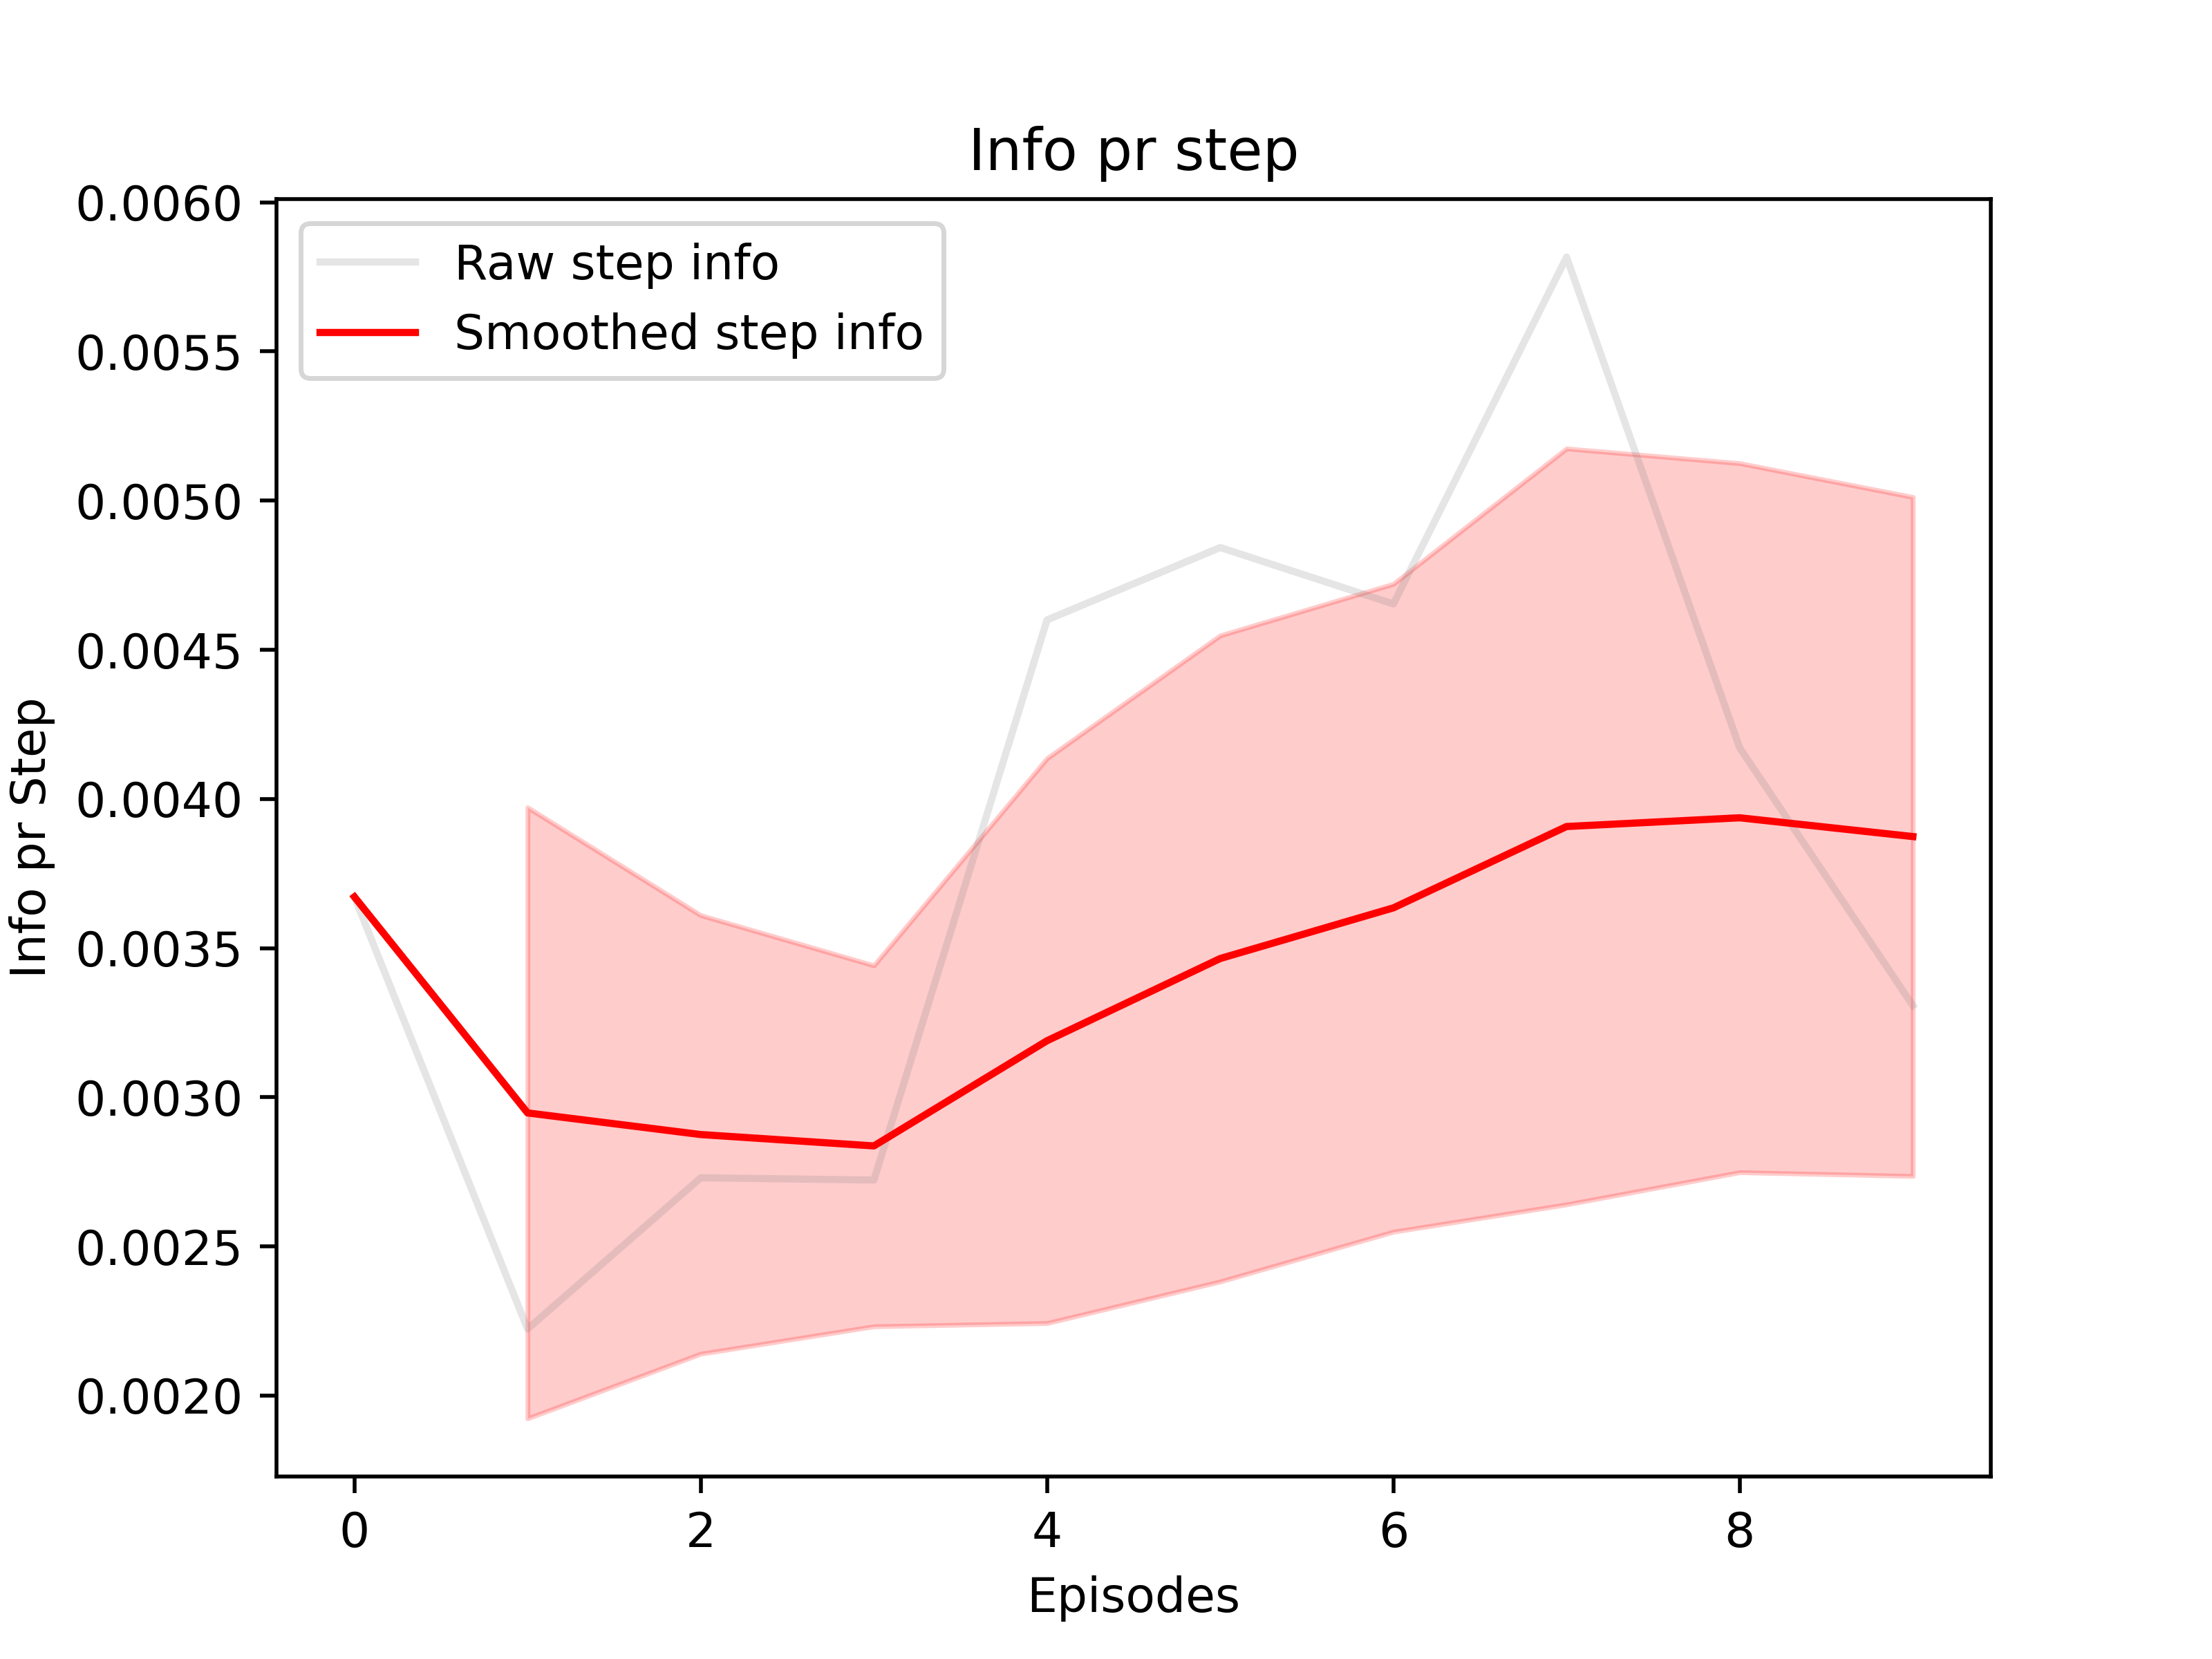 Info pr step
Raw step info
Smoothed step info
0.0060
0.0055
0.0050
0.0045
0.0040
0.0035
0.0030
0.0025
0.0020
Info pr Step
0 2 4 6 8
Episodes